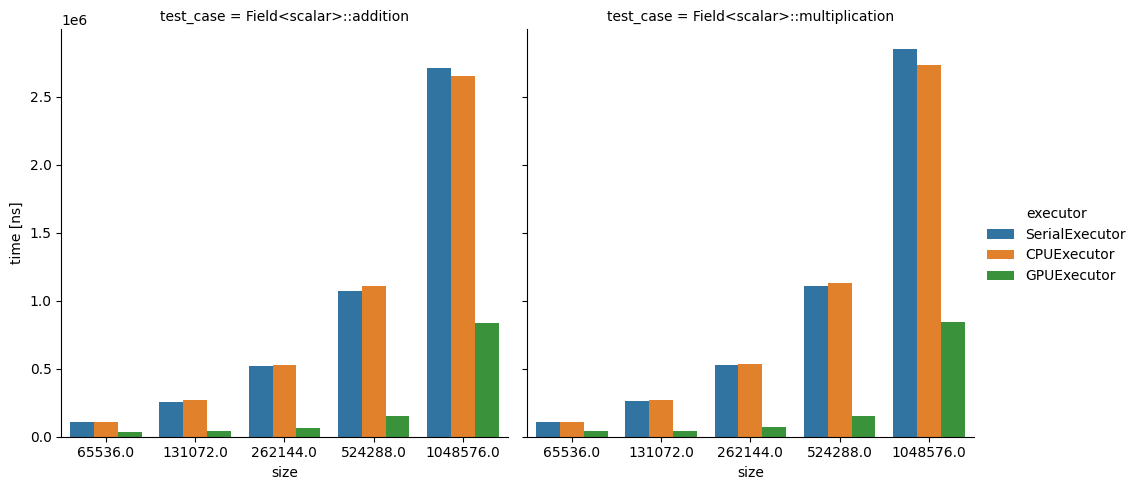 test_case = Field<scalar>::addition
test_case = Field<scalar>::multiplication
1e6
2.5
2.0
1.5
1.0
0.5
0.0
time [ns]
65536.0 131072.0 262144.0 524288.0 1048576.0
size
65536.0 131072.0 262144.0 524288.0 1048576.0
size
executor
SerialExecutor
CPUExecutor
GPUExecutor